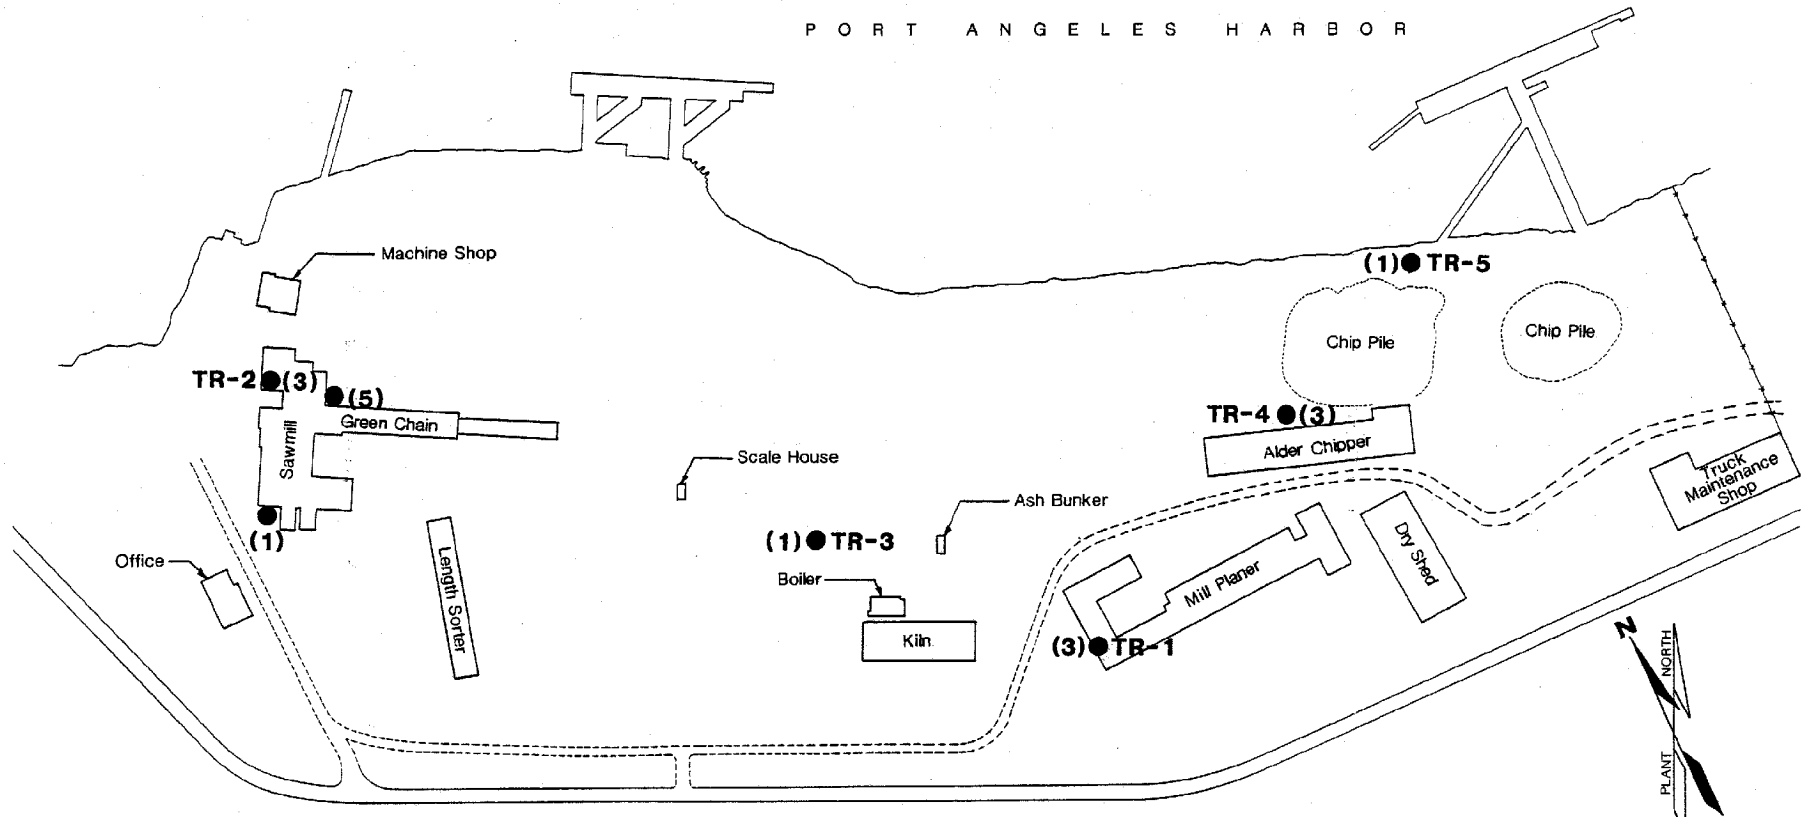 PORT ANGELES HARBOR
Machine Shop
(1) TR-5
Chip Pile
Chip Pile
TR-2 (3)
(5)
Green Chain
Sawmill
TR-4 (3)
Alder Chipper
Scale House
Truck
Maintenance
Shop
Ash Bunker
(1)
(1) TR-3
Office
Length Sorter
Boiler
Kiln
Mill Planer
Dry Shed
(3) TR-1
N
PLANT NORTH